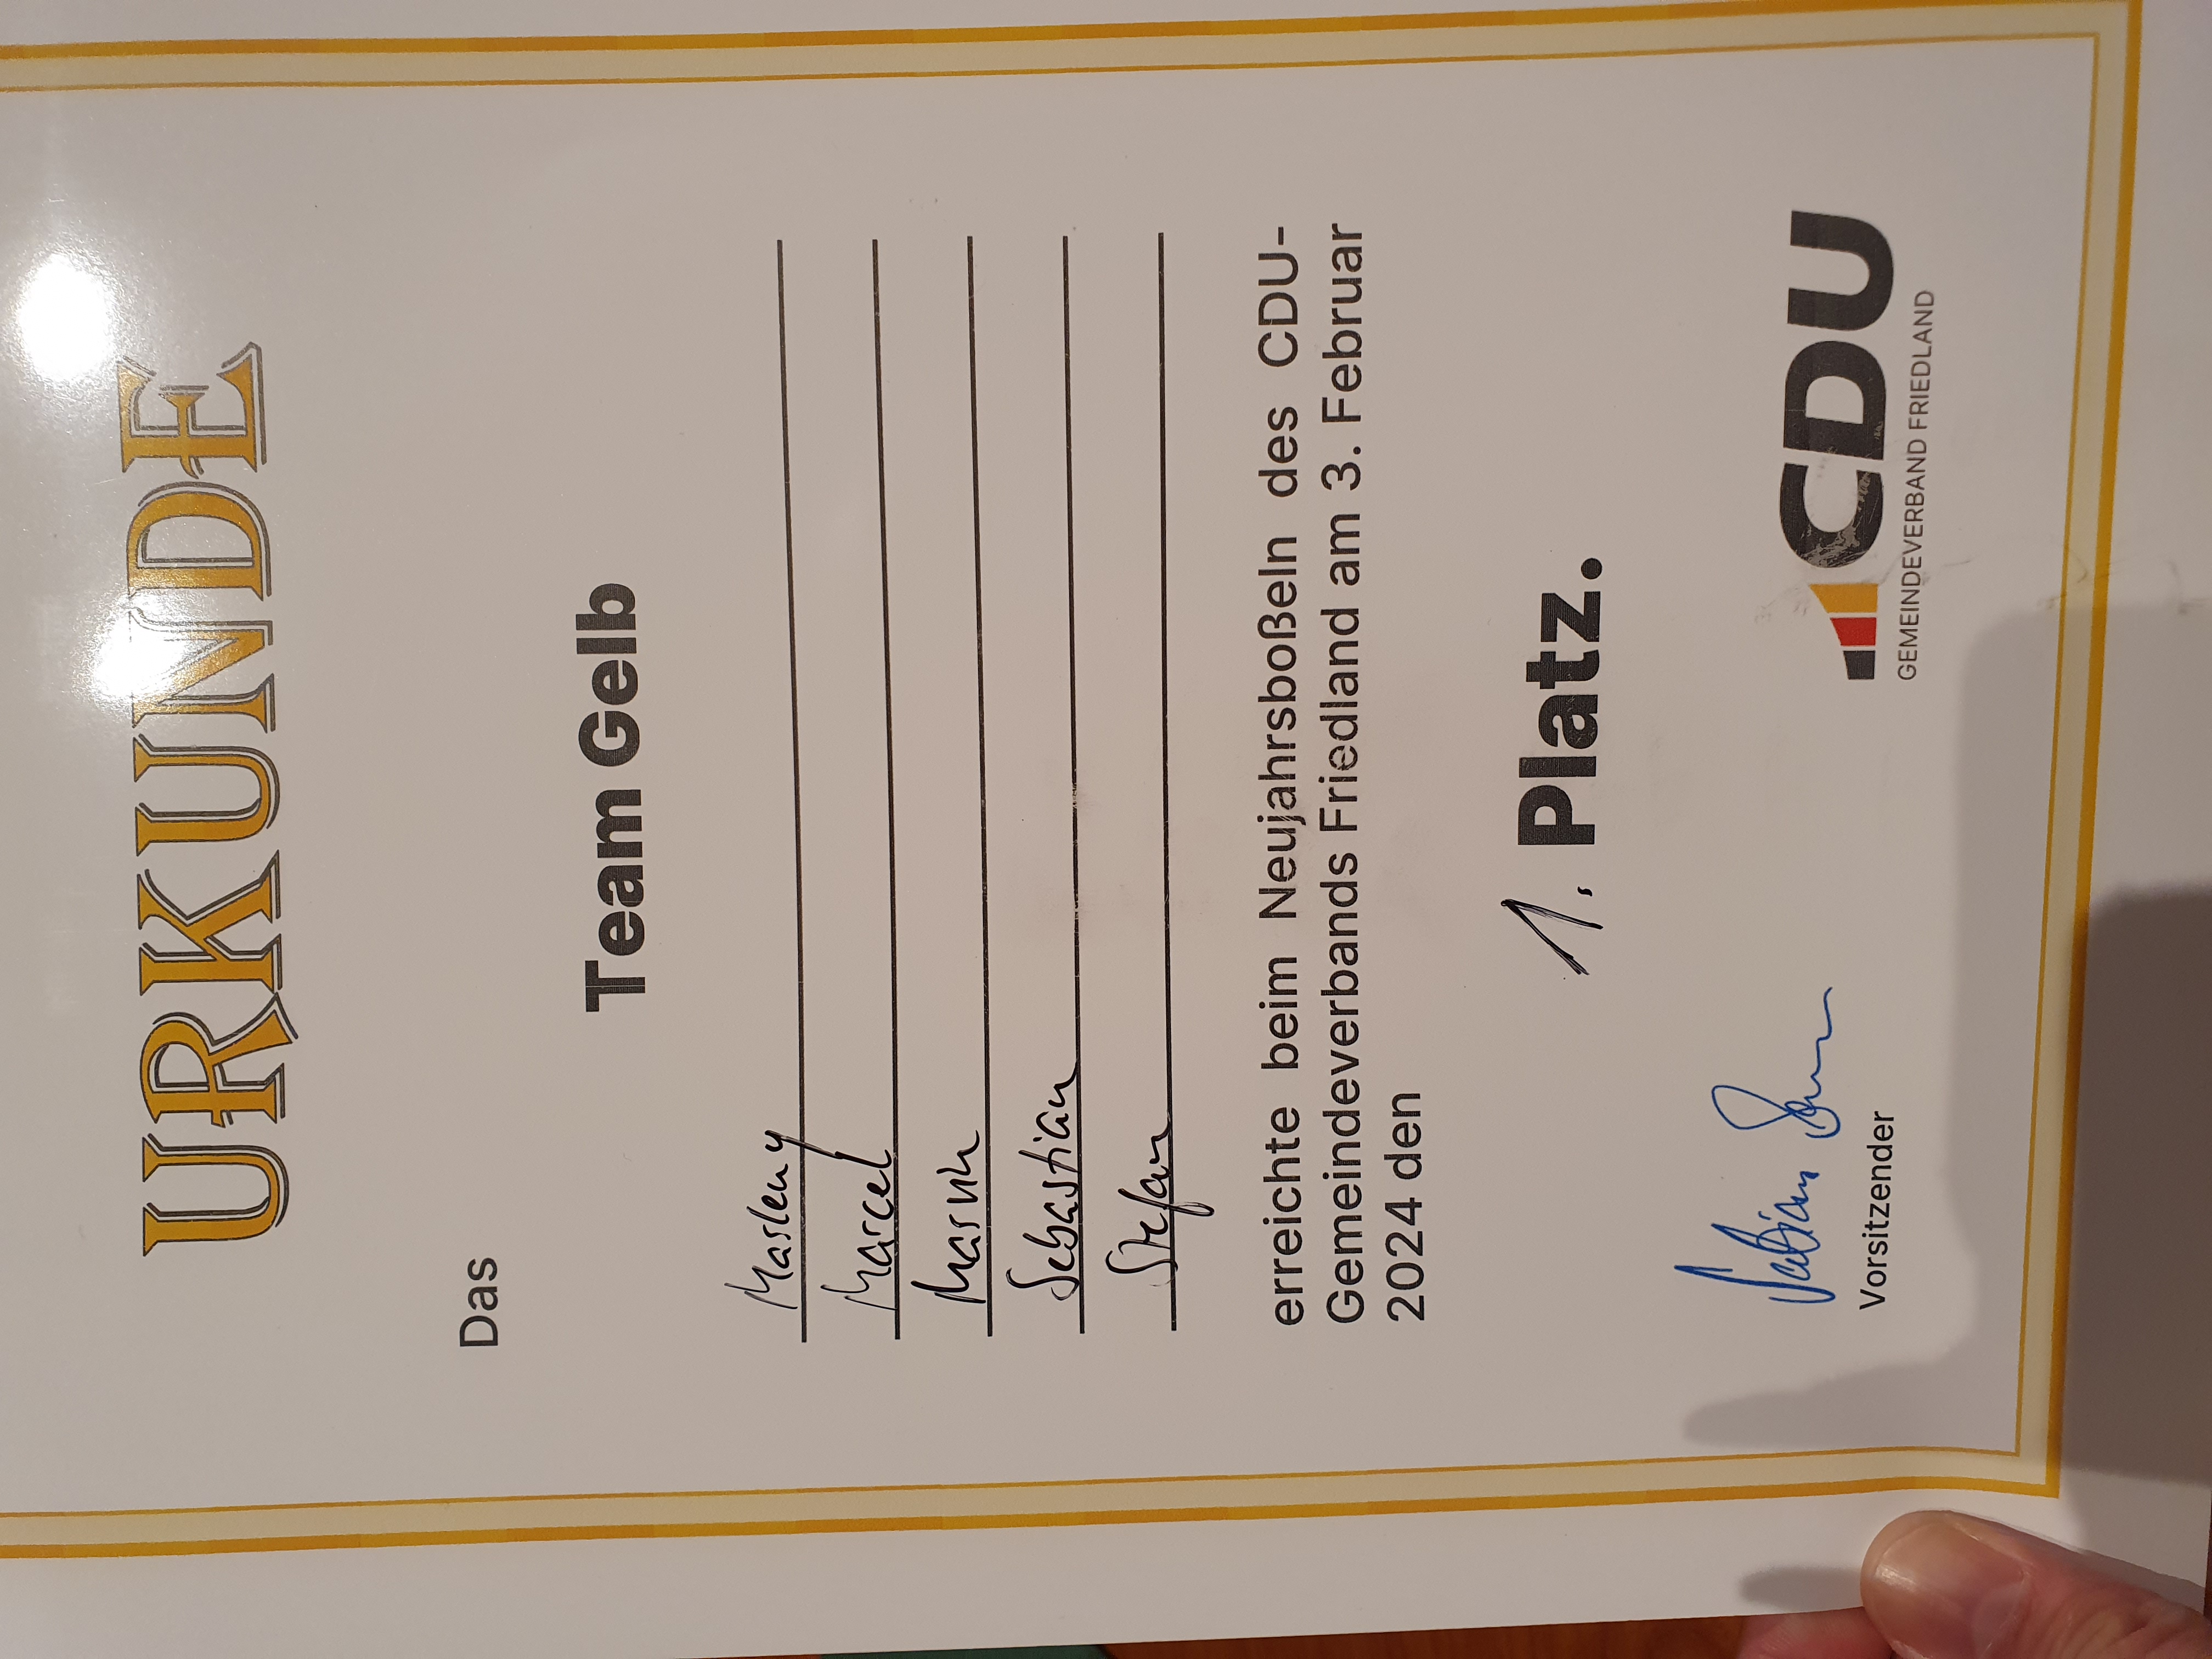 URKUNDE
Das
Team Gelb
Marcel
Sebastian
Stefan
erreichte beim Neujahrsboßeln des CDU-
Gemeindeverbands Friedland am 3. Februar
2024 den
1. Platz.
Vorsitzender
CDU
GEMEINDEVERBAND FRIEDLAND